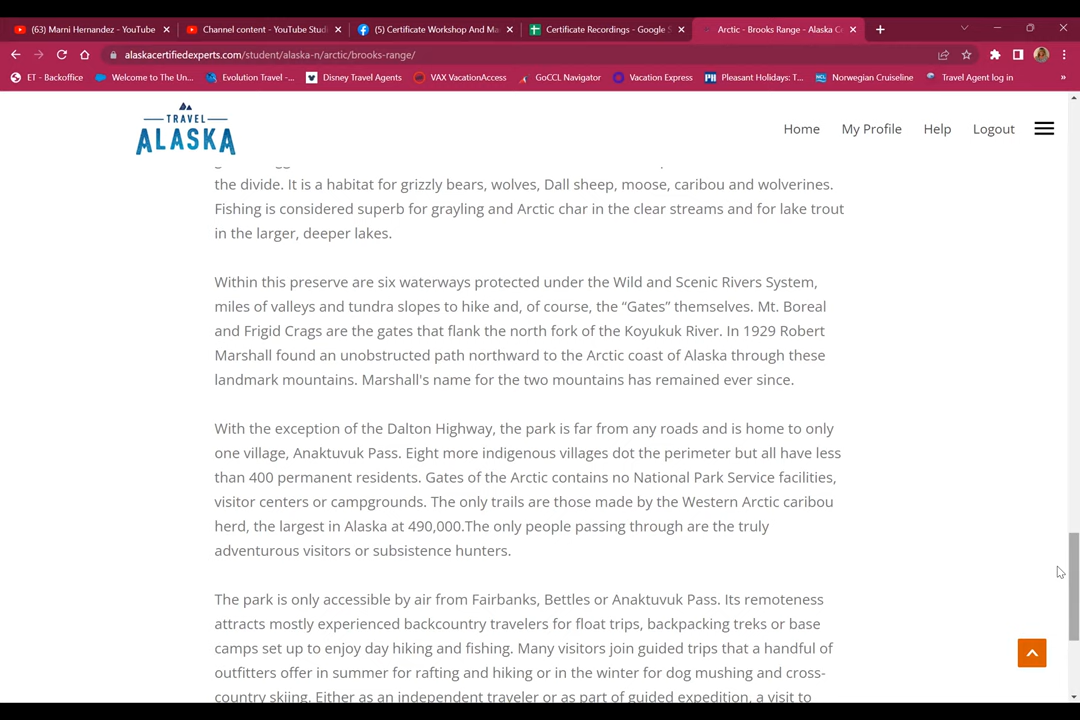 (63) Marni Hernandez - YouTube
Channel content - YouTube Studi
(5) Certificate Workshop And Ma
Certificate Recordings - Google S
Arctic - Brooks Range - Alaska C
alaskacertifiedexperts.com/student/alaska-n/arctic/brooks-range/
ET - Backoffice
Welcome to The Un...
Evolution Travel -...
Disney Travel Agents
VAX VacationAccess
GoCCL Navigator
Vacation Express
Pleasant Holidays: T...
Norwegian Cruiseline
Travel Agent log in
TRAVEL
ALASKA
Home
My Profile
Help
Logout
the divide. It is a habitat for grizzly bears, wolves, Dall sheep, moose, caribou and wolverines.
Fishing is considered superb for grayling and Arctic char in the clear streams and for lake trout
in the larger, deeper lakes.
Within this preserve are six waterways protected under the Wild and Scenic Rivers System,
miles of valleys and tundra slopes to hike and, of course, the “Gates” themselves. Mt. Boreal
and Frigid Crags are the gates that flank the north fork of the Koyukuk River. In 1929 Robert
Marshall found an unobstructed path northward to the Arctic coast of Alaska through these
landmark mountains. Marshall's name for the two mountains has remained ever since.
With the exception of the Dalton Highway, the park is far from any roads and is home to only
one village, Anaktuvuk Pass. Eight more indigenous villages dot the perimeter but all have less
than 400 permanent residents. Gates of the Arctic contains no National Park Service facilities,
visitor centers or campgrounds. The only trails are those made by the Western Arctic caribou
herd, the largest in Alaska at 490,000.The only people passing through are the truly
adventurous visitors or subsistence hunters.
The park is only accessible by air from Fairbanks, Bettles or Anaktuvuk Pass. Its remoteness
attracts mostly experienced backcountry travelers for float trips, backpacking treks or base
camps set up to enjoy day hiking and fishing. Many visitors join guided trips that a handful of
outfitters offer in summer for rafting and hiking or in the winter for dog mushing and cross-
country skiing. Either as an independent traveler or as part of guided expedition, a visit to